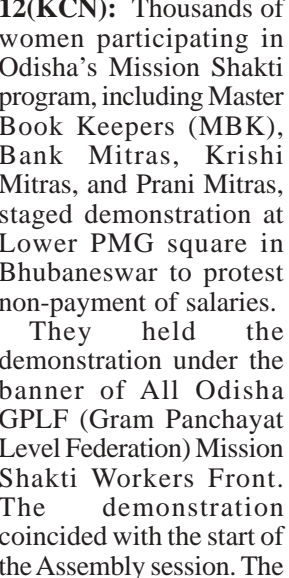 12(KCN): Thousands of
women participating in
Odisha's Mission Shakti
program, including Master
Book Keepers (MBK),
Bank Mitras, Krishi
Mitras, and Prani Mitras,
staged demonstration at
Lower PMG square in
Bhubaneswar to protest
non-payment of salaries.
They held the
demonstration under the
banner of All Odisha
GPLF (Gram Panchayat
Level Federation) Mission
Shakti Workers Front.
The demonstration
coincided with the start of
the Assembly session. The